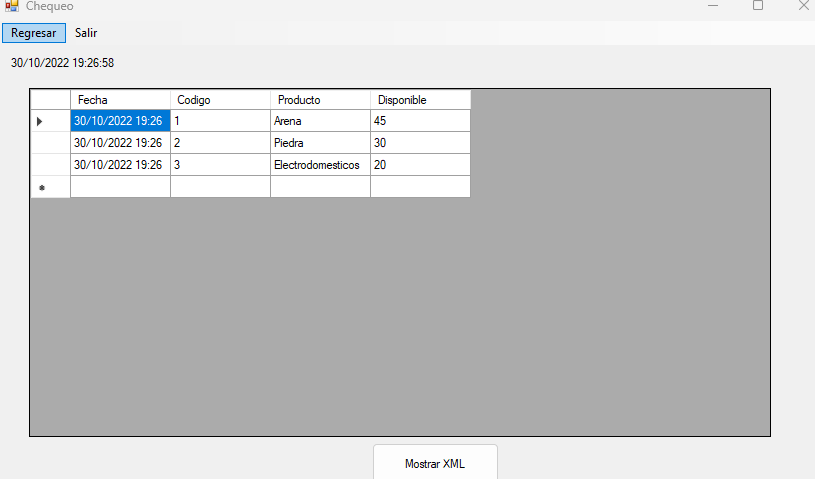 Chequeo
Regresar Salir
30/10/2022 19:26:58
Fecha Codigo Producto Disponible
30/10/2022 19:26 1 Arena 45
30/10/2022 19:26 2 Piedra 30
30/10/2022 19:26 3 Electrodomesticos 20
Mostrar XML